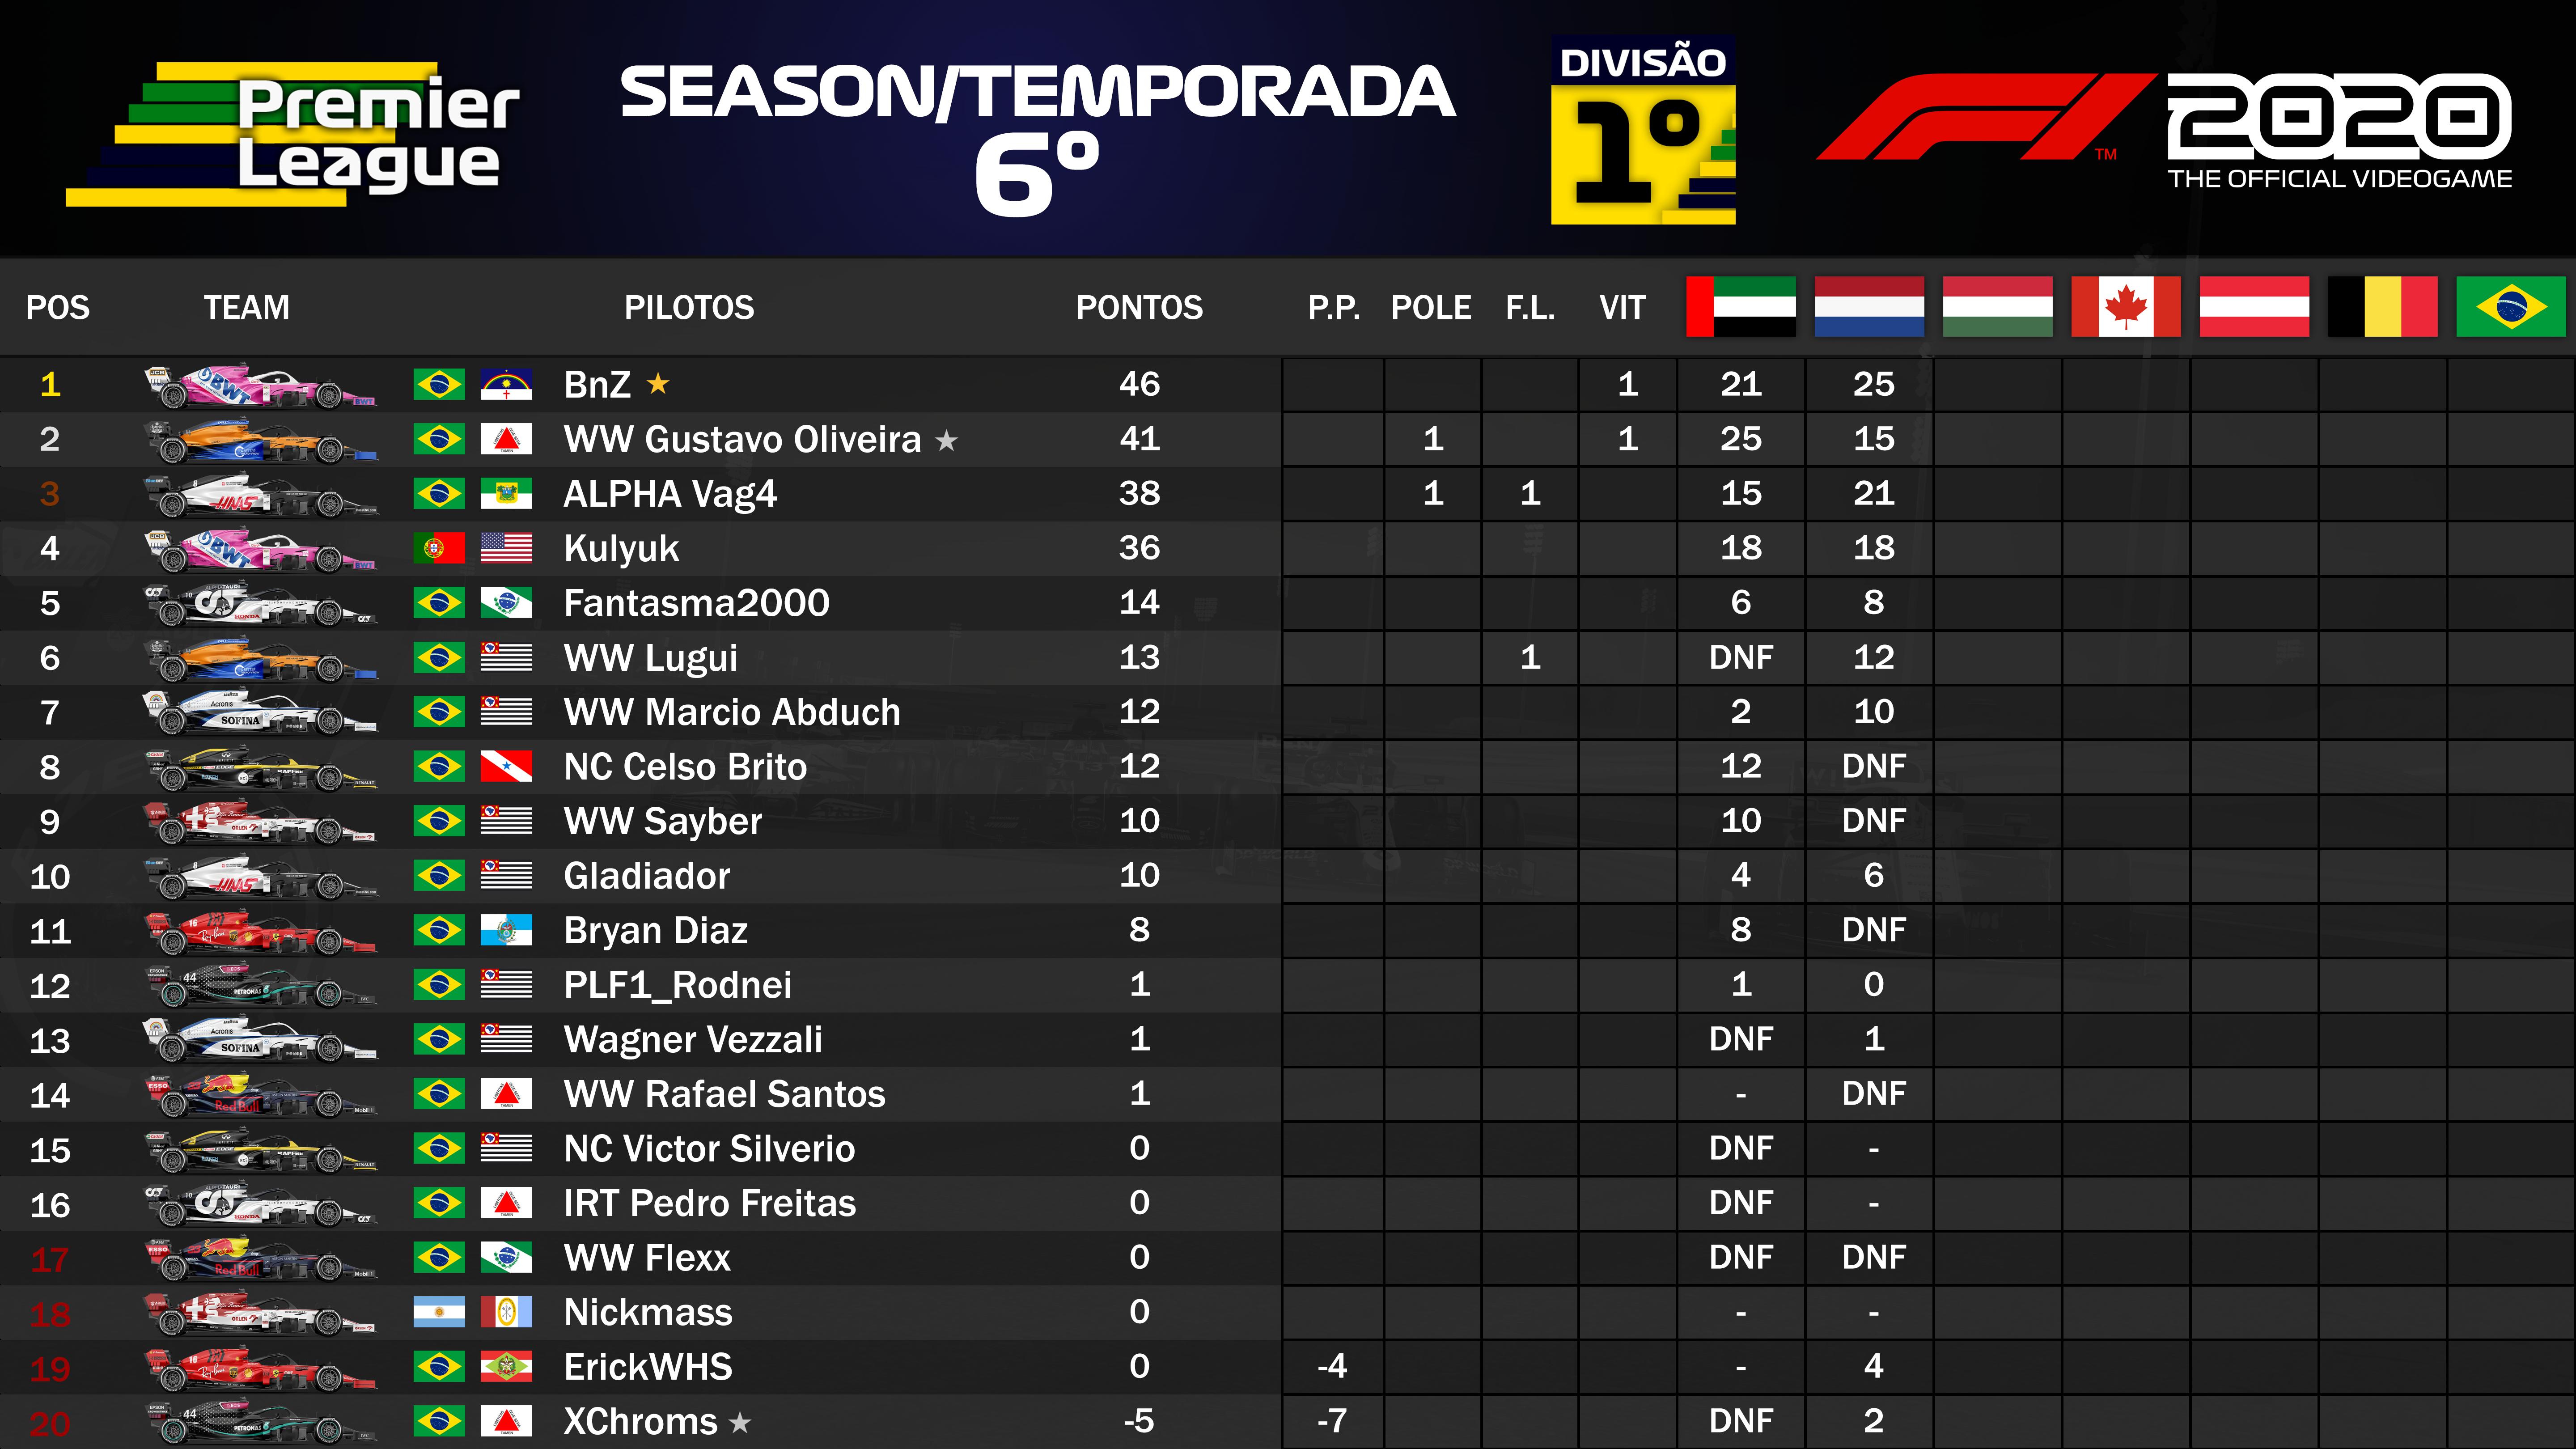 Premier League
SEASON/TEMPORADA
6º
DIVISÃO
1º
F1 ™ 2020
THE OFFICIAL VIDEOGAME
POS TEAM PILOTOS PONTOS P.P. POLE F.L. VIT
1 BnZ 46 1 21 25
2 WW Gustavo Oliveira 41 1 1 25 15
3 ALPHA Vag4 38 1 1 15 21
4 Kulyuk 36 18 18
5 Fantasma2000 14 6 8
6 WW Lugui 13 1 DNF 12
7 WW Marcio Abduch 12 2 10
8 NC Celso Brito 12 12 DNF
9 WW Sayber 10 10 DNF
10 Gladiador 10 4 6
11 Bryan Diaz 8 8 DNF
12 PLF1_Rodnei 1 1 0
13 Wagner Vezzali 1 DNF 1
14 WW Rafael Santos 1 - DNF
15 NC Victor Silverio 0 DNF -
16 IRT Pedro Freitas 0 DNF -
17 WW Flexx 0 DNF DNF
18 Nickmass 0 - -
19 ErickWHS 0 -4 - 4
20 XChroms -5 -7 DNF 2